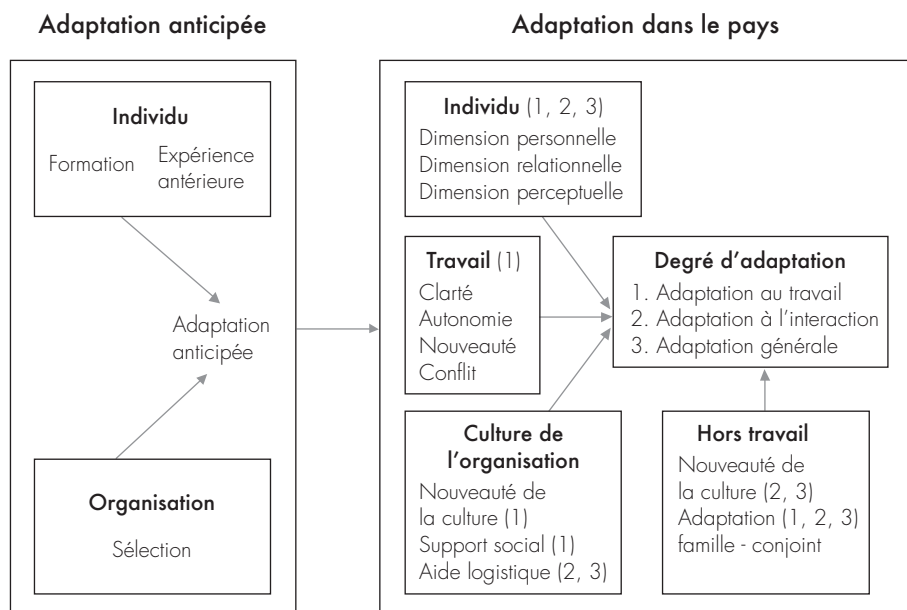 Adaptation anticipée
Individu
Formation
Expérience
antérieure
Adaptation
anticipée
Organisation
Sélection
Adaptation dans le pays
Individu (1, 2, 3)
Dimension personnelle
Dimension relationnelle
Dimension perceptuelle
Travail (1)
Clarté
Autonomie
Nouveauté
Conflit
Degré d'adaptation
1. Adaptation au travail
2. Adaptation à l'interaction
3. Adaptation générale
Culture de
l'organisation
Nouveauté de
la culture (1)
Support social (1)
Aide logistique (2, 3)
Hors travail
Nouveauté de
la culture (2, 3)
Adaptation (1, 2, 3)
famille - conjoint